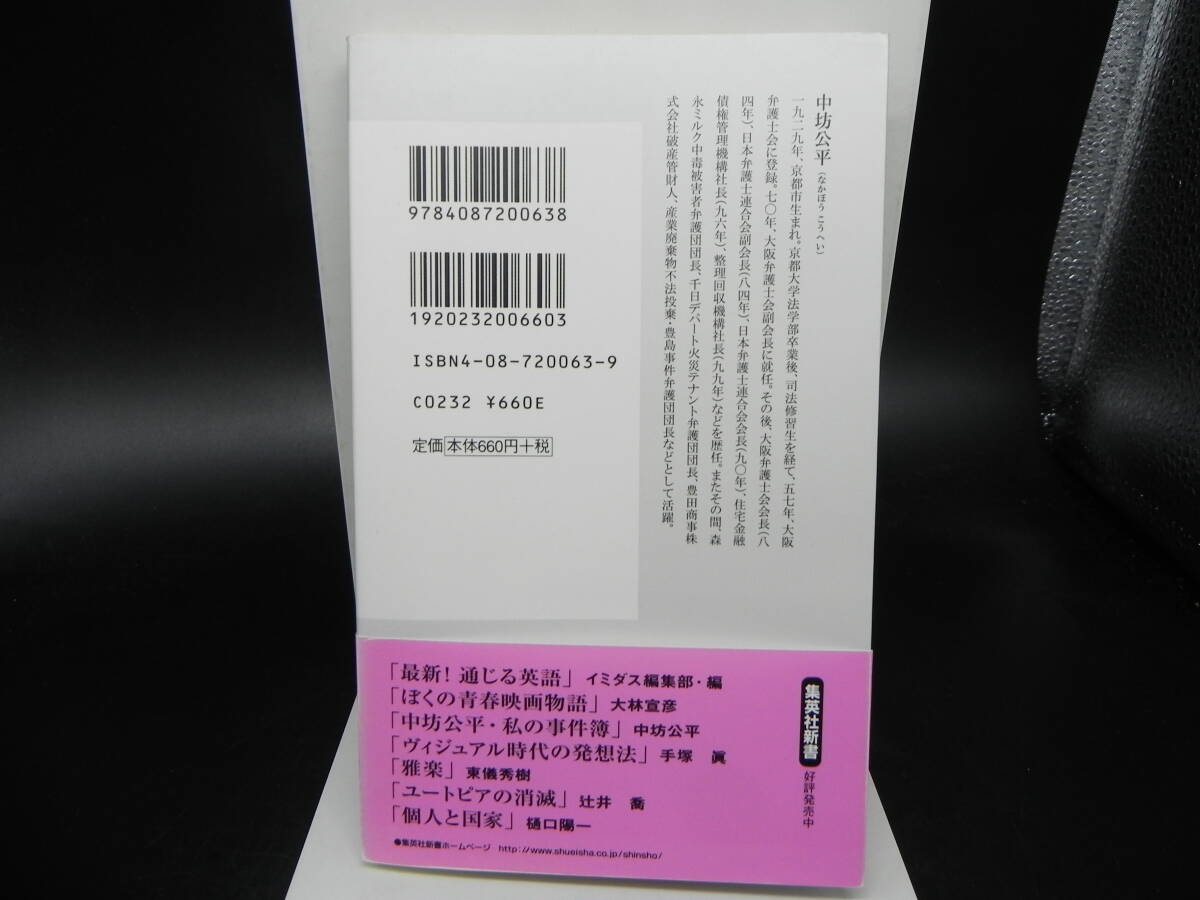 中坊公平（なかぼう こうへい）
一九二九年、京都市生まれ。京都大学法学部卒業後、司法修習生を経て、五七年、大阪
弁護士会に登録。七〇年、大阪弁護士会副会長に就任。その後、大阪弁護士会会長（八
四年）、日本弁護士連合会副会長（八四年）、日本弁護士連合会会長（九〇年）、住宅金融
債権管理機構社長（九六年）、整理回収機構社長（九九年）などを歴任。またその間、森
永ミルク中毒被害者弁護団団長、千日デパート火災テナント弁護団団長、豊田商事株
式会社破産管財人、産業廃棄物不法投棄・豊島事件弁護団団長などとして活躍。
9784087200638
1920232006603
ISBN4-08-720063-9
C0232 ¥660E
定価 本体660円+税
集英社新書 好評発売中
「最新！通じる英語」イミダス編集部・編
「ぼくの青春映画物語」大林宣彦
「中坊公平・私の事件簿」中坊公平
「ヴィジュアル時代の発想法」手塚 眞
「雅楽」東儀秀樹
「ユートピアの消滅」辻井 喬
「個人と国家」樋口陽一
●集英社新書ホームページ http://www.shueisha.co.jp/shinsho/